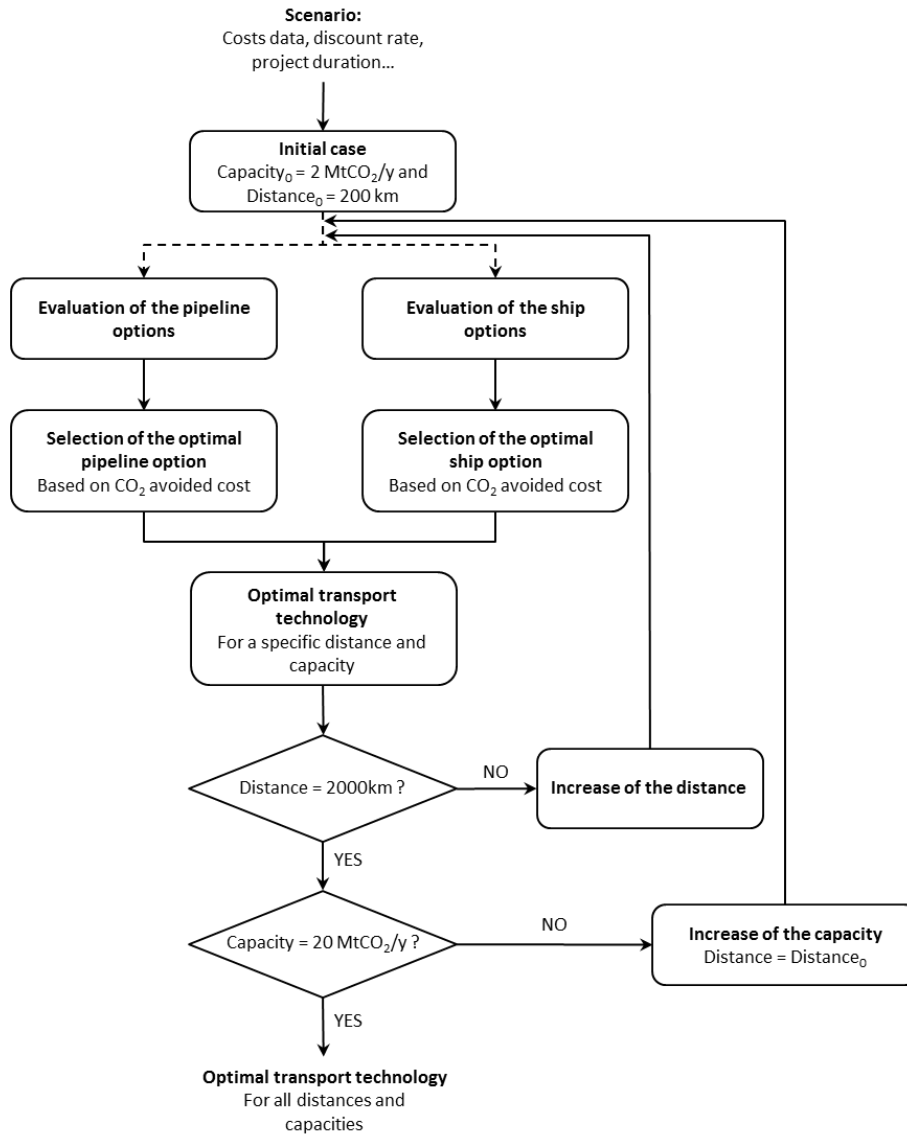 Scenario:
Costs data, discount rate,
project duration...
Initial case
Capacity₀ = 2 MtCO₂/y and
Distance₀ = 200 km
Evaluation of the pipeline
options
Evaluation of the ship
options
Selection of the optimal
pipeline option
Based on CO₂ avoided cost
Selection of the optimal
ship option
Based on CO₂ avoided cost
Optimal transport
technology
For a specific distance and
capacity
Distance = 2000km ?
NO
Increase of the distance
YES
Capacity = 20 MtCO₂/y ?
NO
Increase of the capacity
Distance = Distance₀
YES
Optimal transport technology
For all distances and
capacities